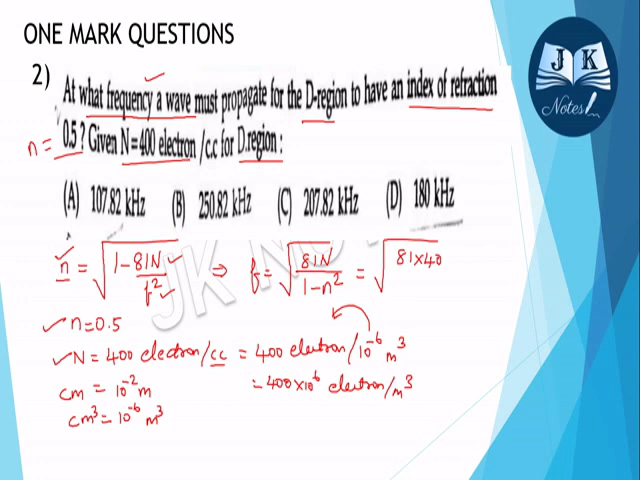 ONE MARK QUESTIONS
J K
Notes
2)
At what frequency a wave must propagate for the D-region to have an index of refraction
n = 0.5 ? Given N = 400 electron /c.c for D.region :
(A) 107.82 kHz (B) 250.82 kHz (C) 207.82 kHz (D) 180 kHz
n = √(1 - 81N/f²) ⇒ f = √(81N/(1-n²)) = √(81×40
n=0.5
N = 400 electron/cc = 400 electron/10⁻⁶ m³
cm = 10⁻² m = 400×10⁶ electron/m³
cm³ = 10⁻⁶ m³
JK NOT